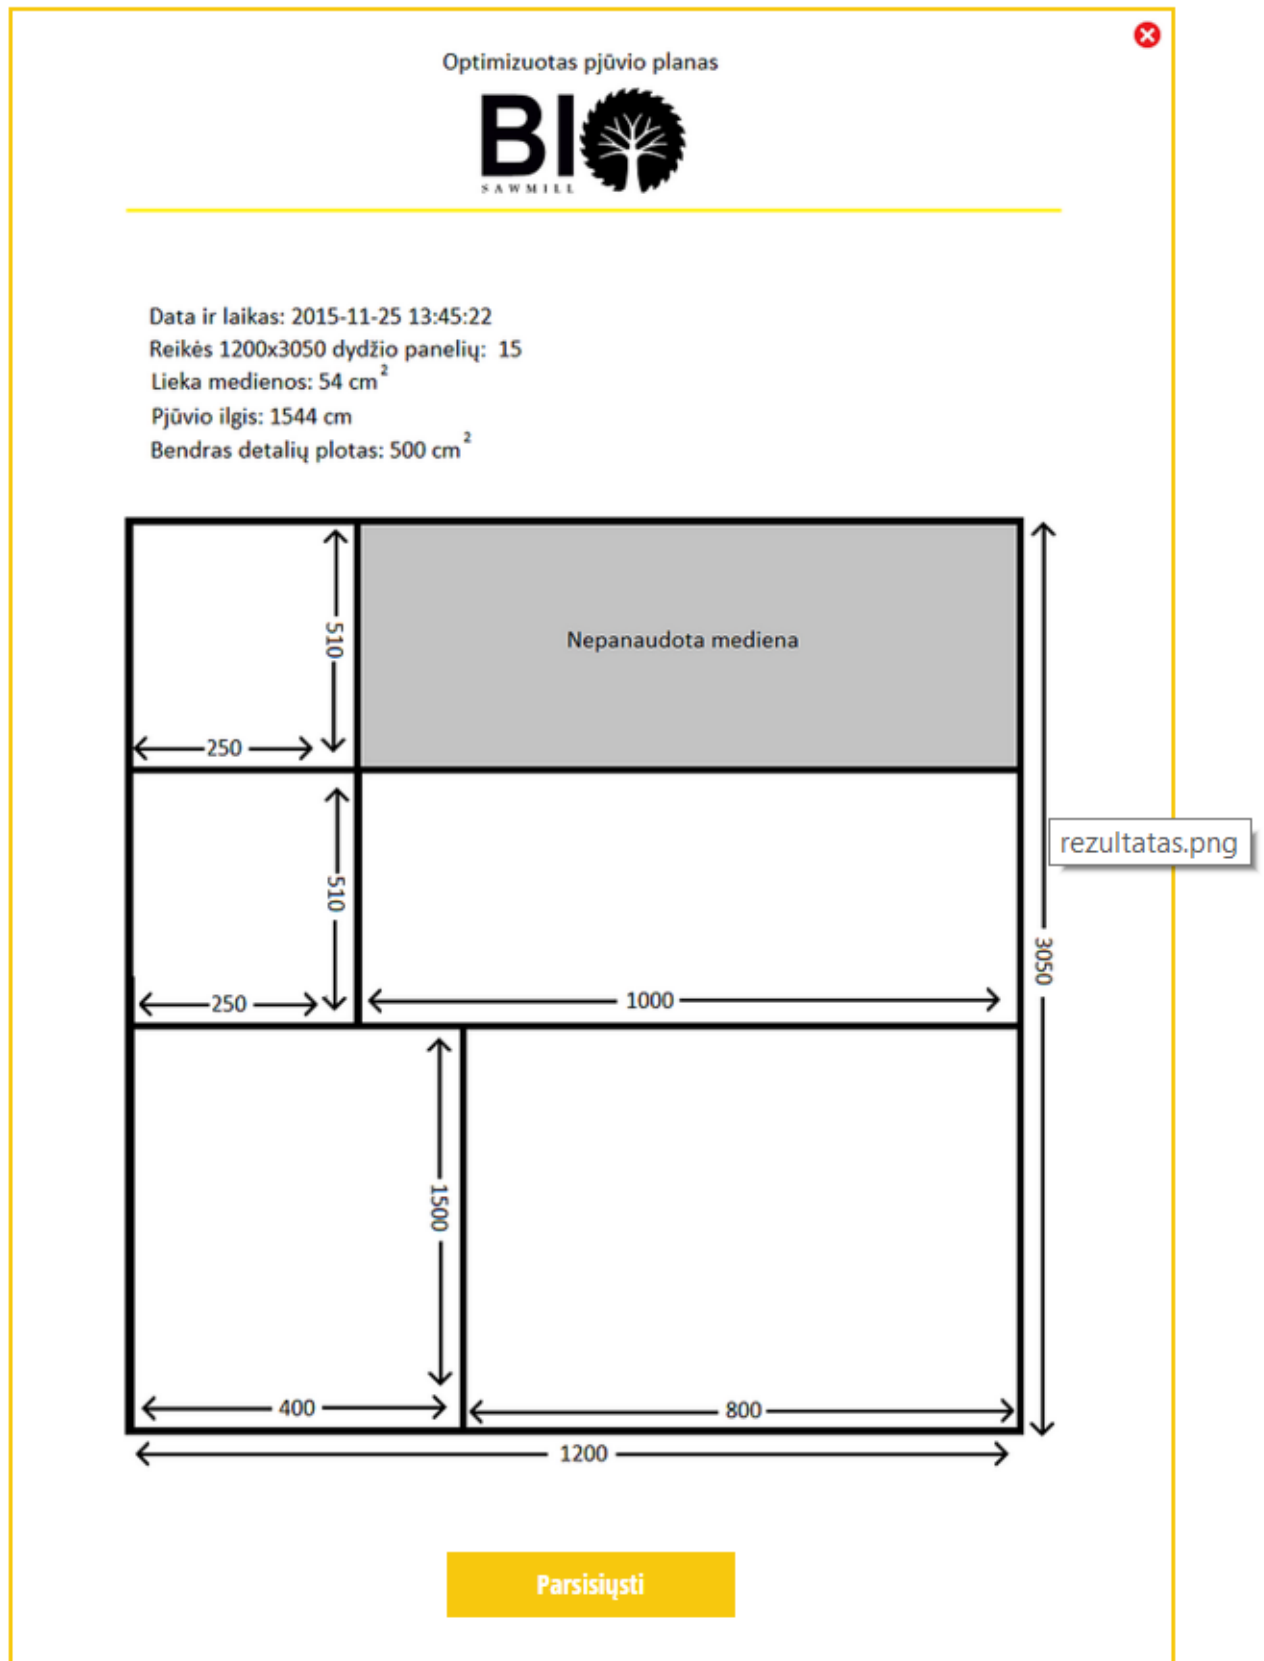 Optimizuotas pjūvio planas
BIO
SAWMILL
Data ir laikas: 2015-11-25 13:45:22
Reikės 1200x3050 dydžio panelių: 15
Lieka medienos: 54 cm²
Pjūvio ilgis: 1544 cm
Bendras detalių plotas: 500 cm²
510
Nepanaudota mediena
250
rezultatas.png
510
3050
250
1000
1500
400
800
1200
Parsisiųsti